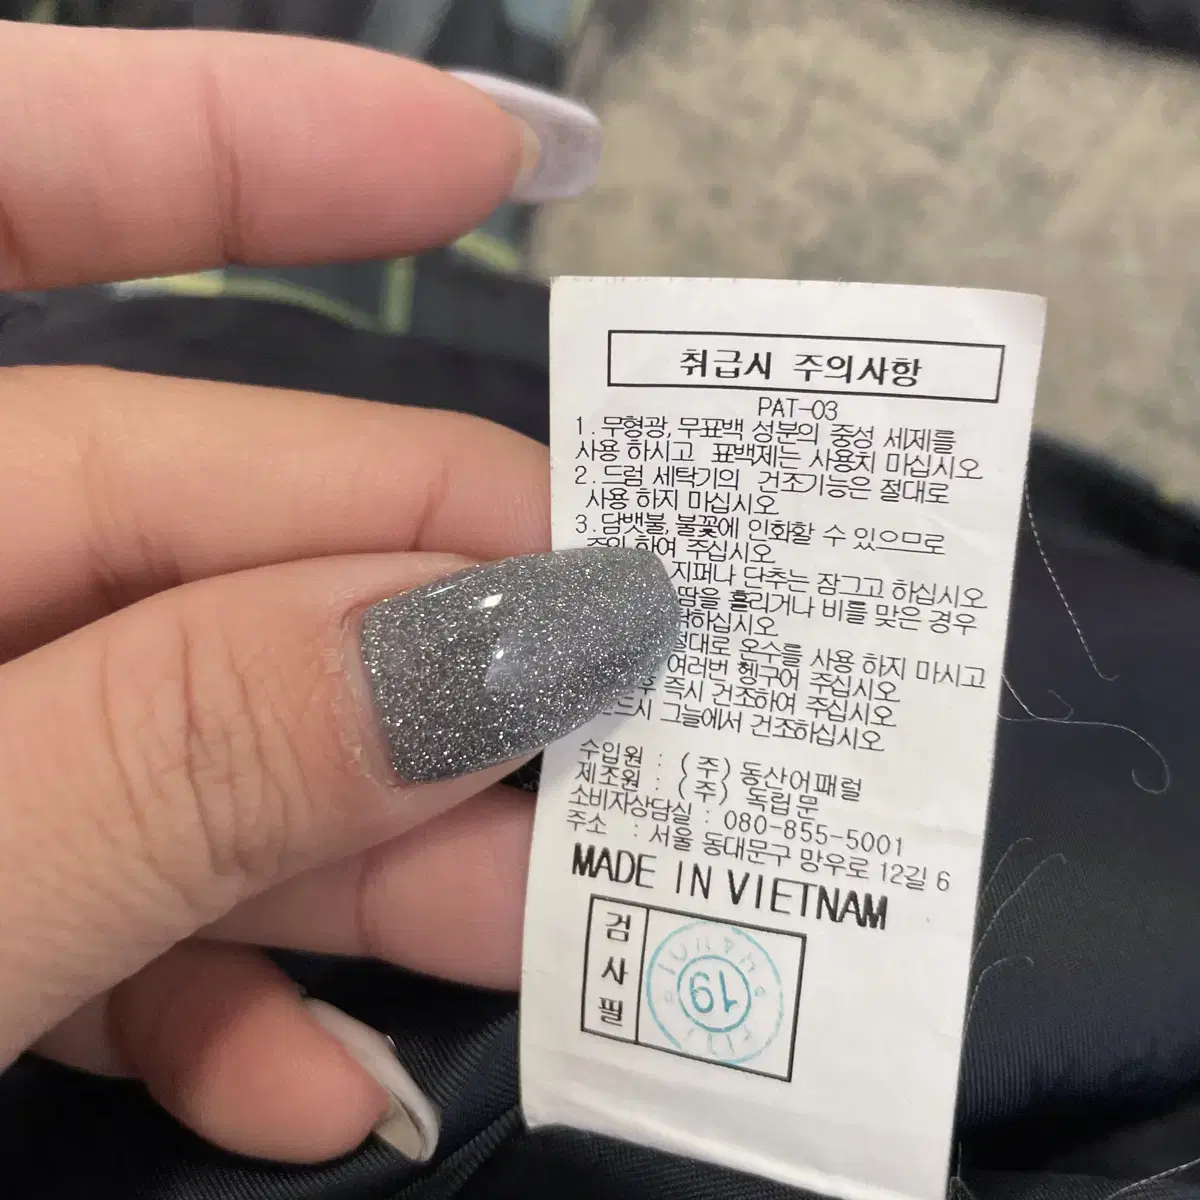 취급시 주의사항
PAT-03
1. 무형광, 무표백 성분의 중성 세제를
사용 하시고 표백제는 사용치 마십시오
2. 드럼 세탁기의 건조기능은 절대로
사용 하지 마십시오
3. 담뱃불, 불꽃에 인화할 수 있으므로
주의 하여 주십시오
지퍼나 단추는 잠그고 하십시오
땀을 흘리거나 비를 맞은 경우
하십시오
절대로 온수를 사용 하지 마시고
여러번 헹구어 주십시오
즉시 건조하여 주십시오
그늘에서 건조하십시오
수입원 : (주) 동산어패럴
제조원 : (주) 독립문
소비자상담실 : 080-855-5001
주소 : 서울 동대문구 망우로 12길 6
MADE IN VIETNAM
검사필
19